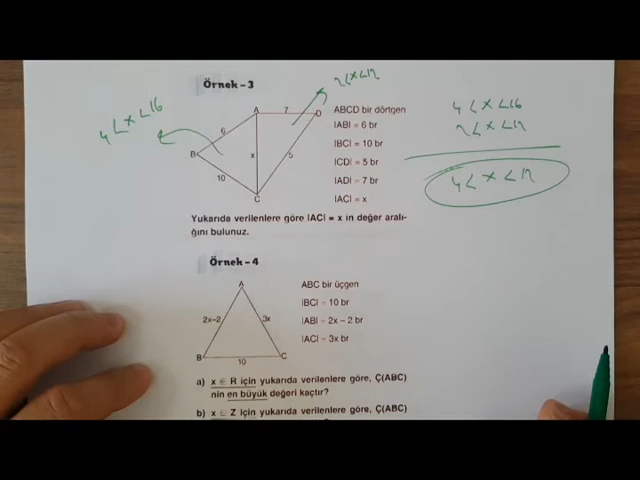 Örnek-3
4<x<16
2<x<12
A
7
D
6
B
x
5
10
C
ABCD bir dörtgen
|AB| = 6 br
|BC| = 10 br
|CD| = 5 br
|AD| = 7 br
|AC| = x
4<x<16
2<x<12
4<x<12
Yukarıda verilenlere göre |AC| = x in değer aralı-
ğını bulunuz.
Örnek-4
A
2x-2
3x
B
10
C
ABC bir üçgen
|BC| = 10 br
|AB| = 2x - 2 br
|AC| = 3x br
a) x ∈ R için yukarıda verilenlere göre, Ç(ABC)
nin en büyük değeri kaçtır?
b) x ∈ Z için yukarıda verilenlere göre, Ç(ABC)